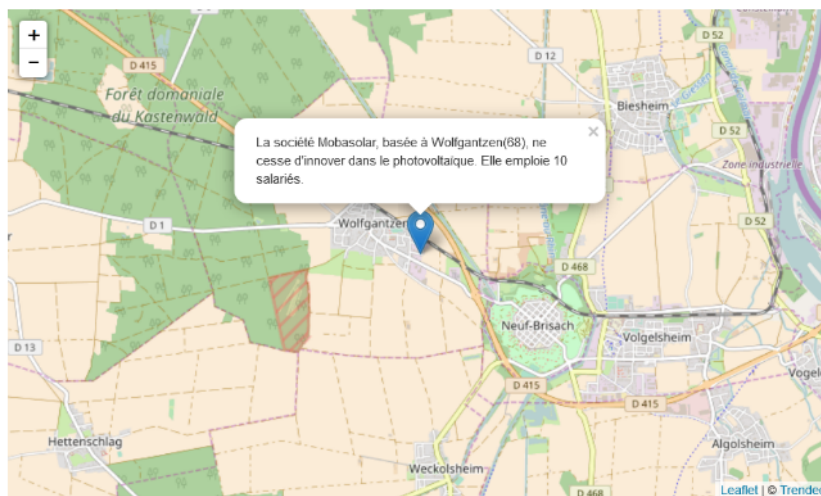 +
−
D 415
D 52
D 12
Forêt domaniale
du Kastenwald
Biesheim
D 52
La société Mobasolar, basée à Wolfgantzen(68), ne
cesse d'innover dans le photovoltaïque. Elle emploie 10
salariés.
×
Zone industrielle
D 1
Wolfgantzen
D 52
D 468
Neuf-Brisach
Volgelsheim
D 13
D 415
D 415
Hettenschlag
Algolsheim
Weckolsheim
D 468
Leaflet | © Trende